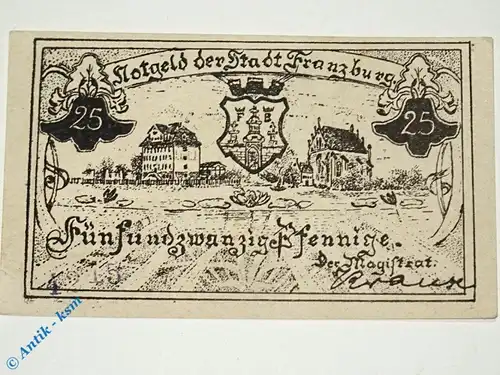 Notgeld der Stadt Franzburg.
25
25
F B
Fünfundzwanzig Pfennige.
Der Magistrat.
© Antik - ksm